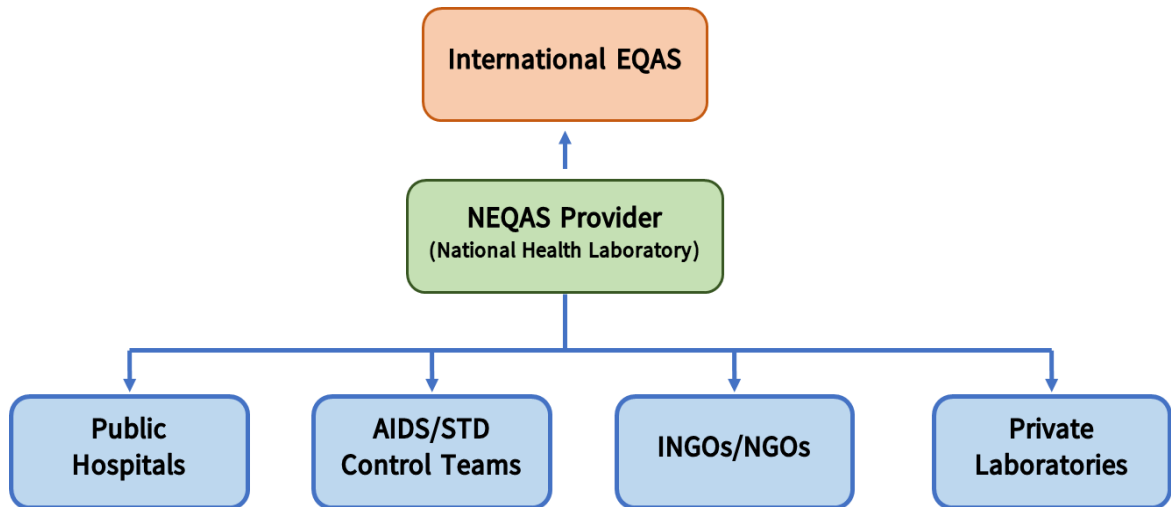 International EQAS
NEQAS Provider
(National Health Laboratory)
Public
Hospitals
AIDS/STD
Control Teams
INGOs/NGOs
Private
Laboratories